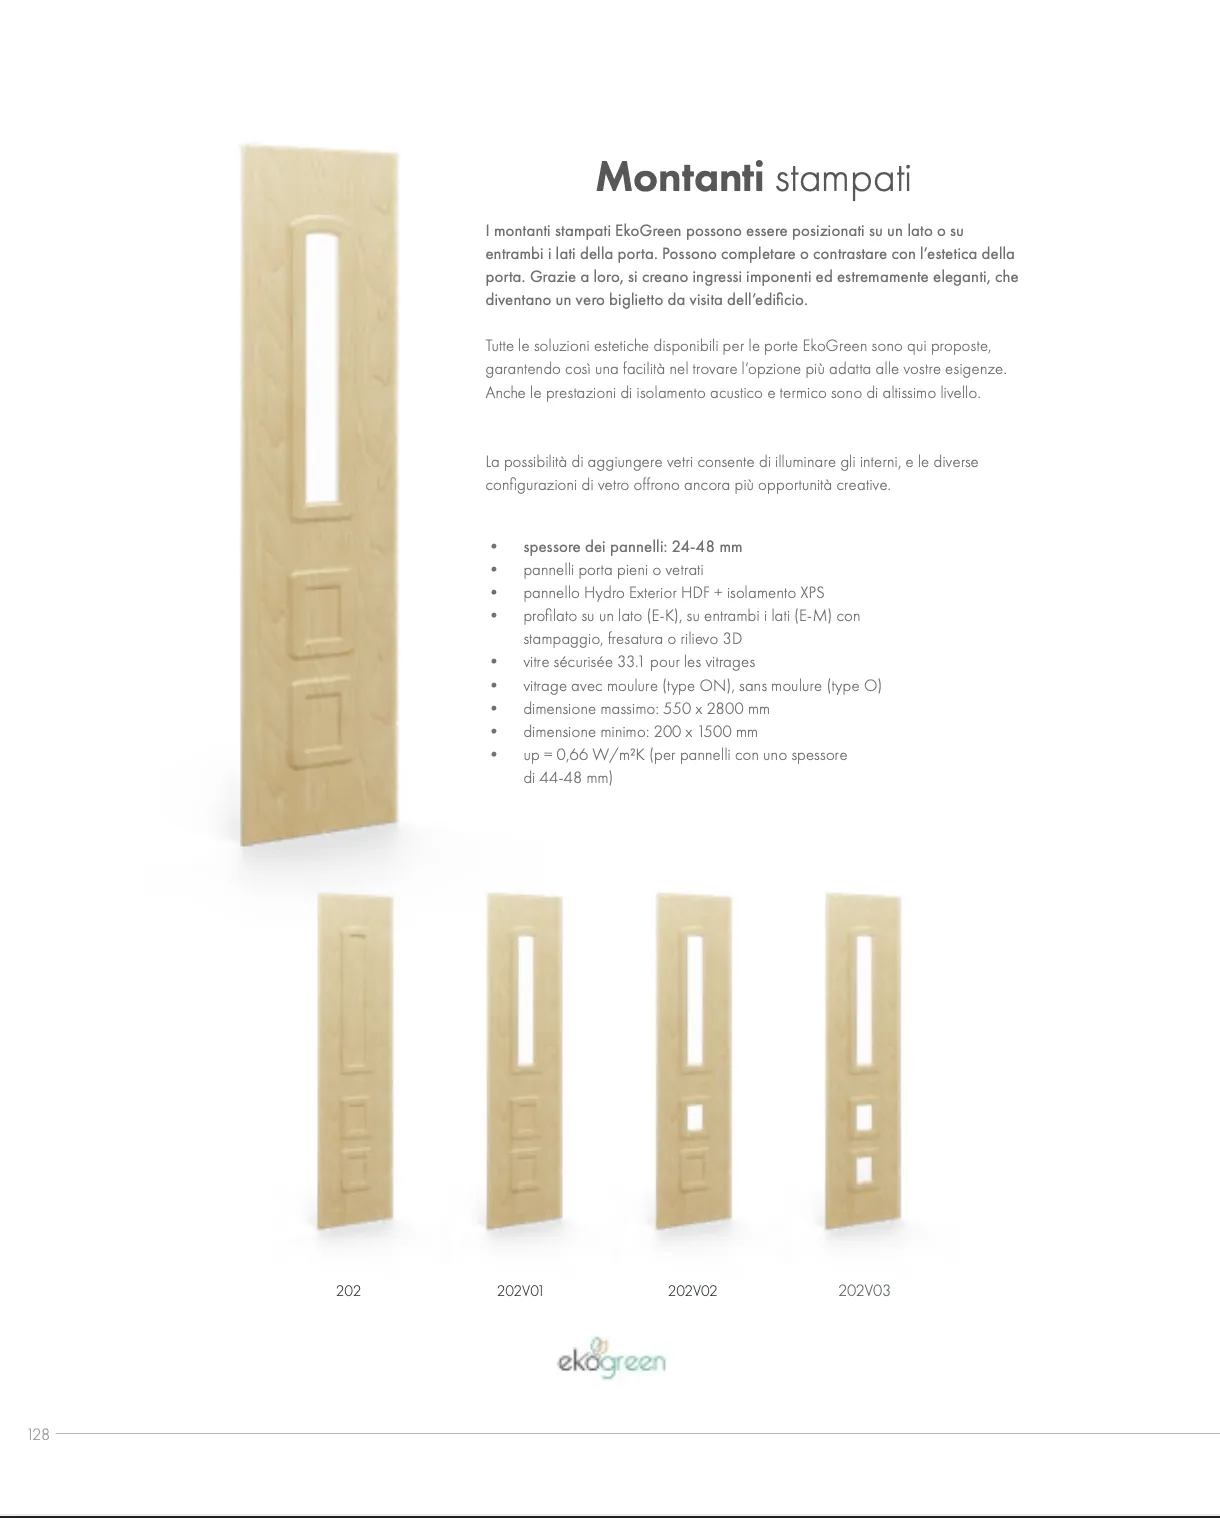 Montanti stampati
I montanti stampati EkoGreen possono essere posizionati su un lato o su
entrambi i lati della porta. Possono completare o contrastare con l’estetica della
porta. Grazie a loro, si creano ingressi imponenti ed estremamente eleganti, che
diventano un vero biglietto da visita dell’edificio.
Tutte le soluzioni estetiche disponibili per le porte EkoGreen sono qui proposte,
garantendo così una facilità nel trovare l’opzione più adatta alle vostre esigenze.
Anche le prestazioni di isolamento acustico e termico sono di altissimo livello.
La possibilità di aggiungere vetri consente di illuminare gli interni, e le diverse
configurazioni di vetro offrono ancora più opportunità creative.
• spessore dei pannelli: 24-48 mm
• pannelli porta pieni o vetrati
• pannello Hydro Exterior HDF + isolamento XPS
• profilato su un lato (E-K), su entrambi i lati (E-M) con
stampaggio, fresatura o rilievo 3D
• vitre sécurisée 33.1 pour les vitrages
• vitrage avec moulure (type ON), sans moulure (type O)
• dimensione massimo: 550 x 2800 mm
• dimensione minimo: 200 x 1500 mm
• up = 0,66 W/m²K (per pannelli con uno spessore
di 44-48 mm)
202 202V01 202V02 202V03
ekogreen
128